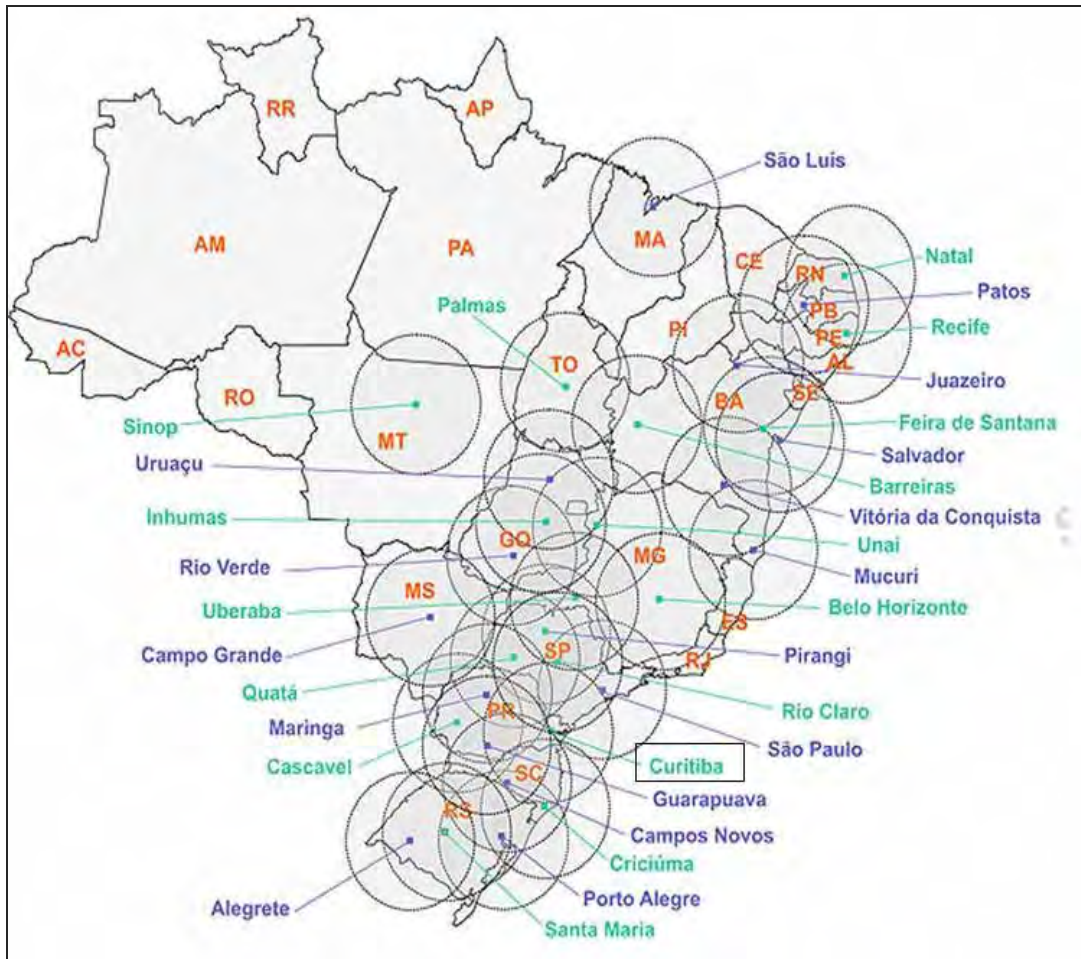 RR
AP
São Luis
AM
PA
MA
CE
RN
Natal
Patos
PB
Palmas
PI
PE
Recife
AC
TO
AL
Juazeiro
RO
BA
SE
Sinop
MT
Feira de Santana
Uruaçu
Salvador
Barreiras
Inhumas
GO
Vitória da Conquista
Unai
Rio Verde
MG
Mucuri
MS
Uberaba
Belo Horizonte
ES
Campo Grande
SP
RJ
Pirangi
Quatá
Rio Claro
Maringa
PR
São Paulo
Cascavel
SC
Curitiba
Guarapuava
RS
Campos Novos
Criciúma
Alegrete
Porto Alegre
Santa Maria